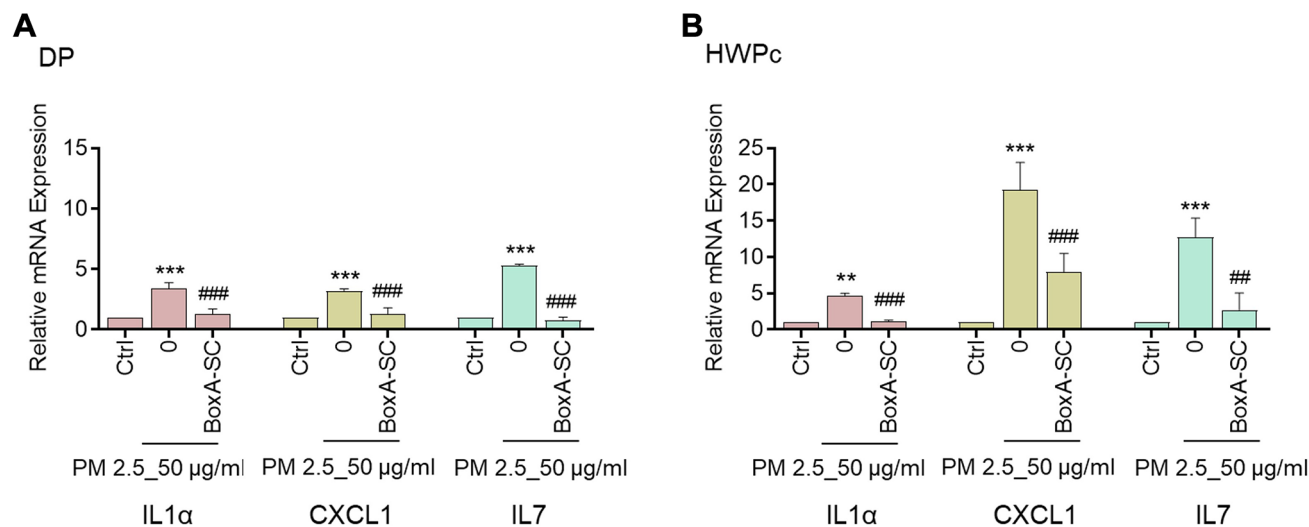 A
DP
Relative mRNA Expression
15
10
5
0
***
###
***
###
***
###
Ctrl
0
BoxA-SC
Ctrl
0
BoxA-SC
Ctrl
0
BoxA-SC
PM 2.5_50 µg/ml
PM 2.5_50 µg/ml
PM 2.5_50 µg/ml
IL1α
CXCL1
IL7
B
HWPc
Relative mRNA Expression
25
20
15
10
5
0
**
###
***
###
***
##
Ctrl
0
BoxA-SC
Ctrl
0
BoxA-SC
Ctrl
0
BoxA-SC
PM 2.5_50 µg/ml
PM 2.5_50 µg/ml
PM 2.5_50 µg/ml
IL1α
CXCL1
IL7